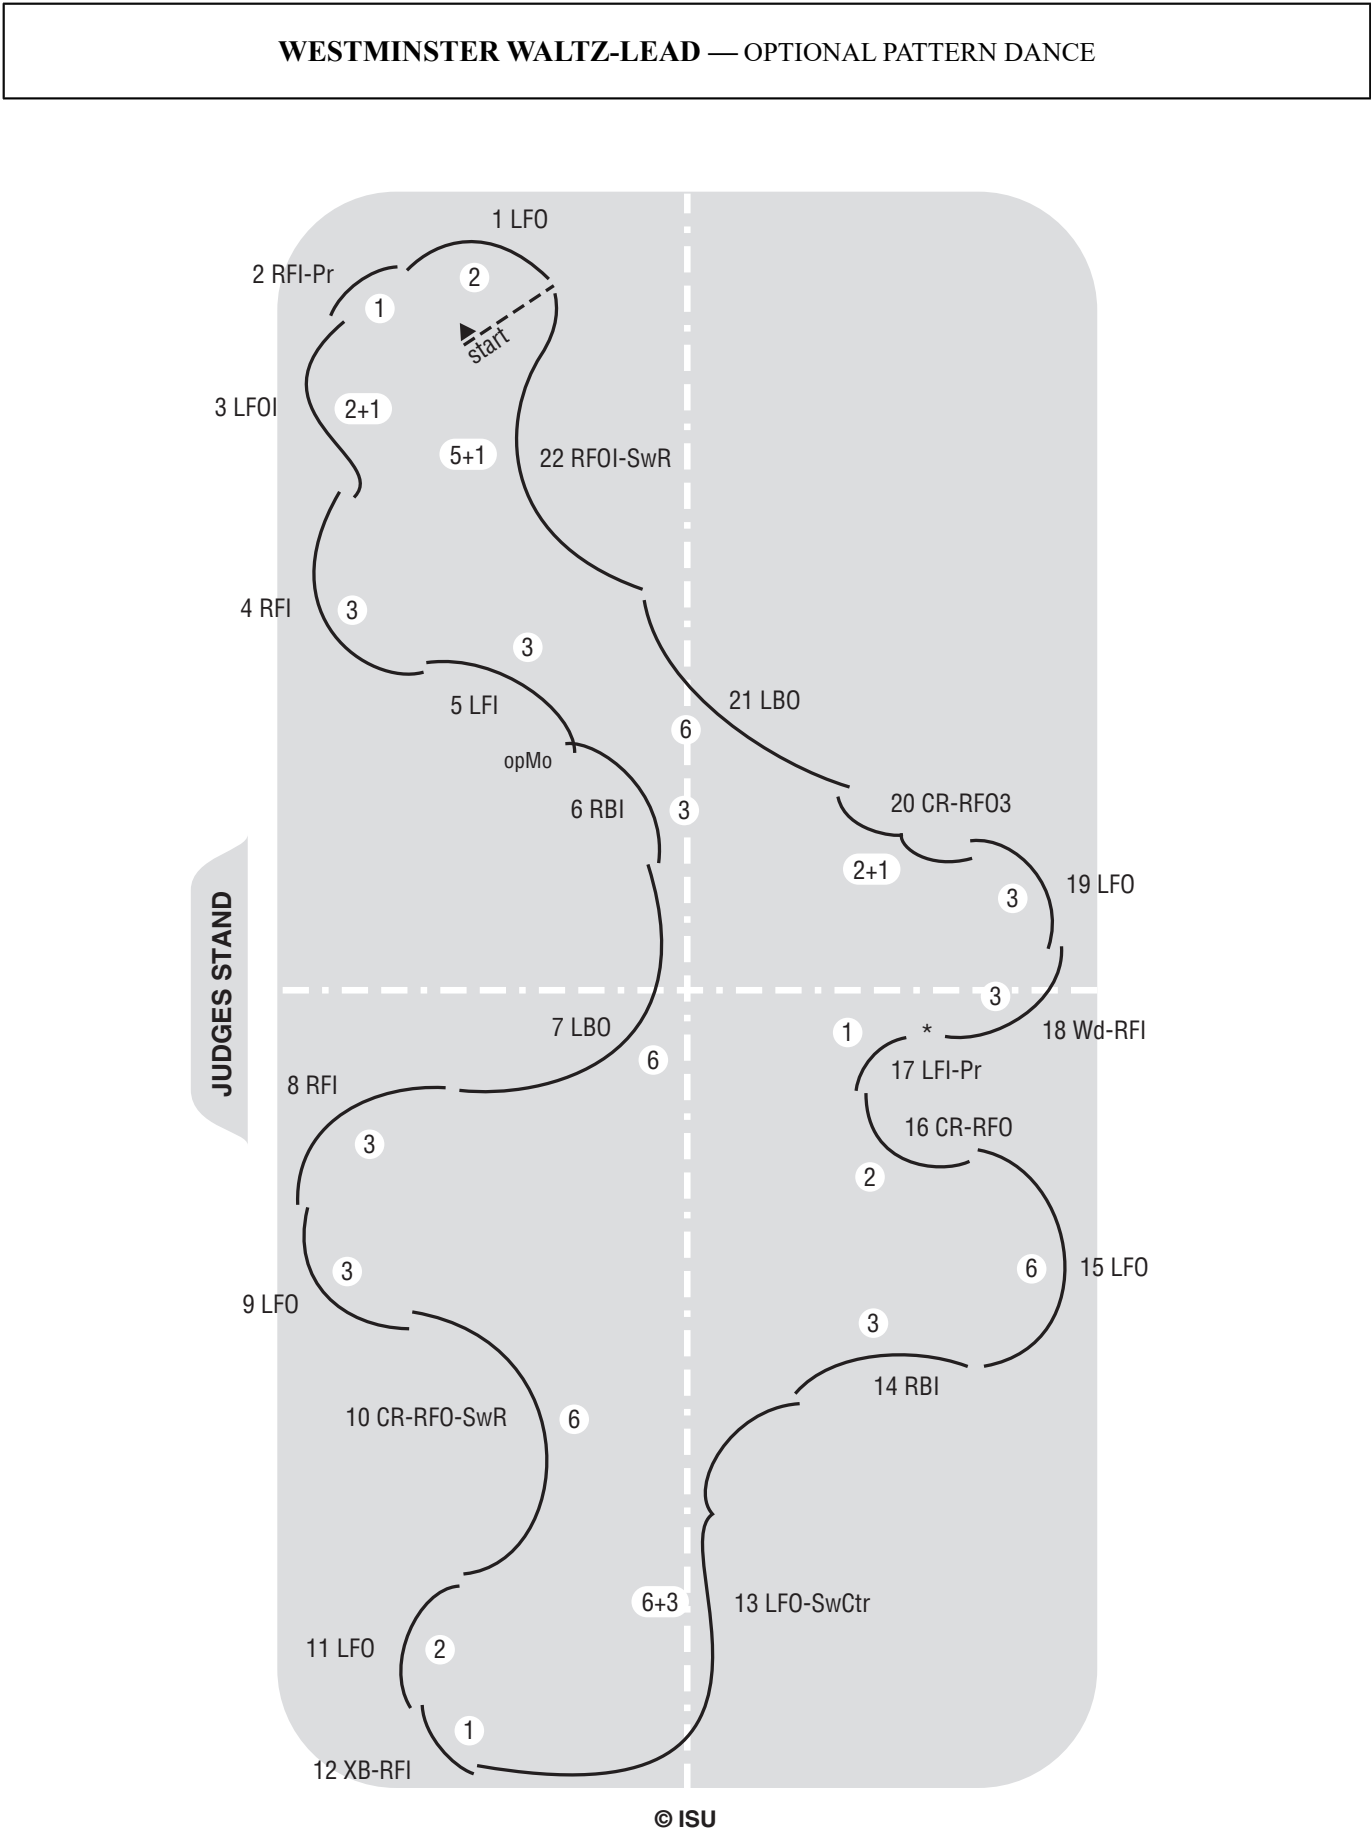 WESTMINSTER WALTZ-LEAD — OPTIONAL PATTERN DANCE
1 LFO
2
2 RFI-Pr
1
start
3 LFOI
2+1
5+1
22 RFOI-SwR
4 RFI
3
3
5 LFI
opMo
21 LBO
6
6 RBI
3
20 CR-RFO3
2+1
19 LFO
3
JUDGES STAND
3
18 Wd-RFI
1
*
7 LBO
6
17 LFI-Pr
8 RFI
3
16 CR-RFO
2
9 LFO
3
6
15 LFO
3
14 RBI
10 CR-RFO-SwR
6
6+3
13 LFO-SwCtr
11 LFO
2
1
12 XB-RFI
© ISU